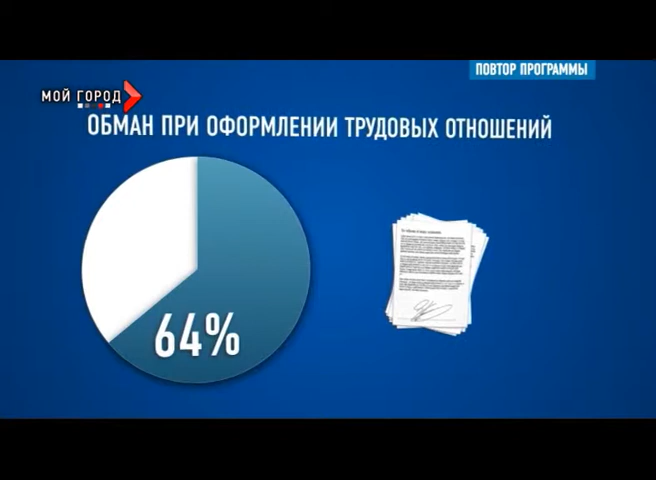 ПОВТОР ПРОГРАММЫ
МОЙ ГОРОД
ОБМАН ПРИ ОФОРМЛЕНИИ ТРУДОВЫХ ОТНОШЕНИЙ
64%